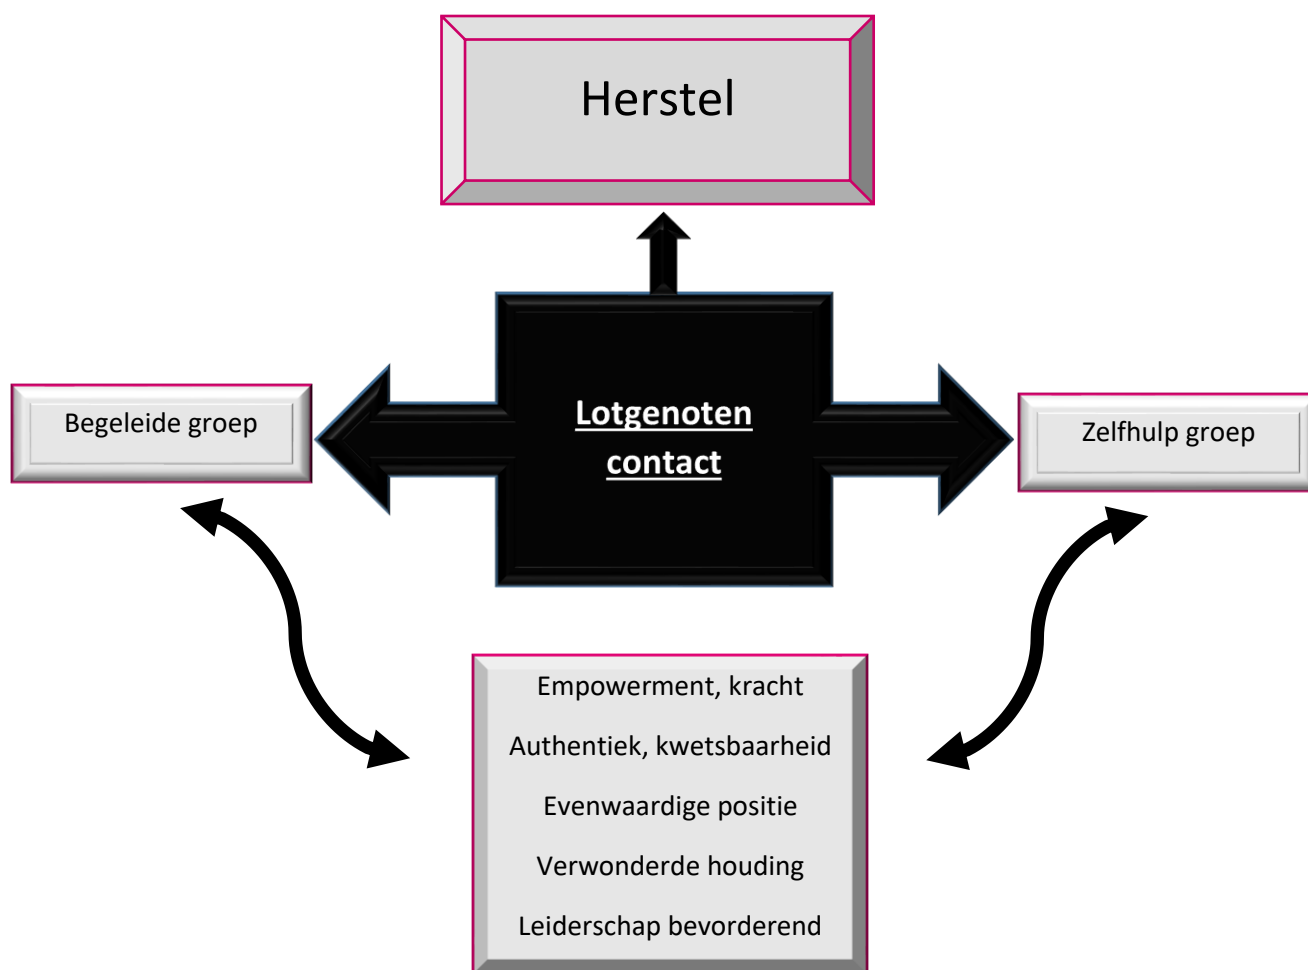 Herstel
Begeleide groep
Lotgenoten
contact
Zelfhulp groep
Empowerment, kracht
Authentiek, kwetsbaarheid
Evenwaardige positie
Verwonderde houding
Leiderschap bevorderend